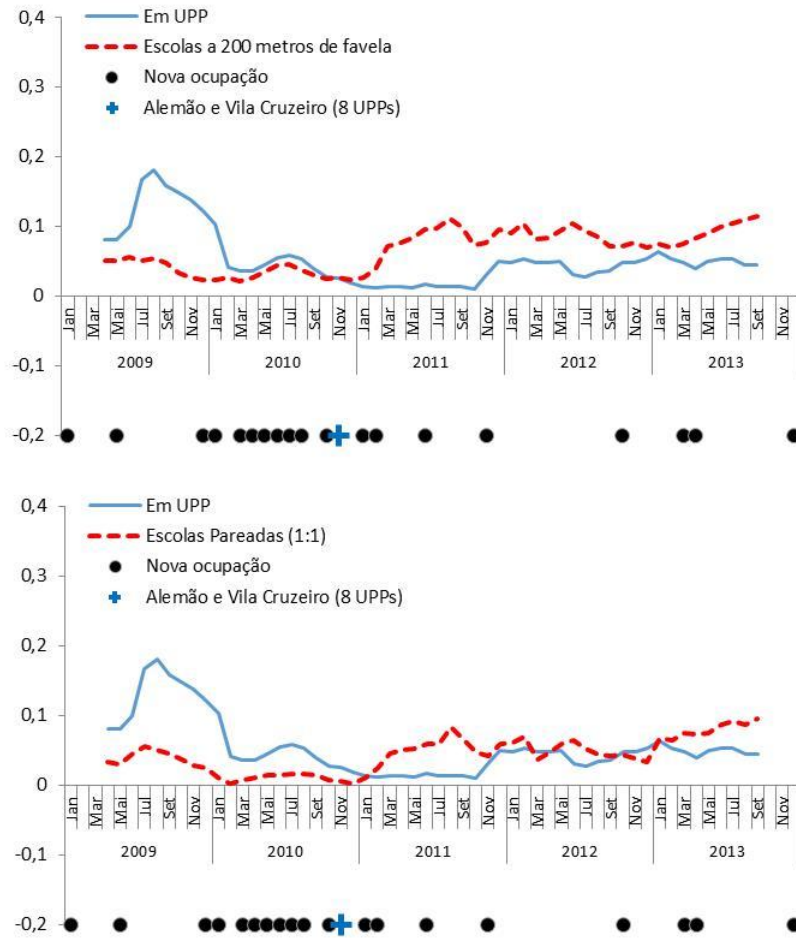 0,4
Em UPP
Escolas a 200 metros de favela
0,3
Nova ocupação
Alemão e Vila Cruzeiro (8 UPPs)
0,2
0,1
0
Jan Mar Mai Jul Set Nov Jan Mar Mai Jul Set Nov Jan Mar Mai Jul Set Nov Jan Mar Mai Jul Set Nov Jan Mar Mai Jul Set Nov
-0,1
2009 2010 2011 2012 2013
-0,2
0,4
Em UPP
Escolas Pareadas (1:1)
0,3
Nova ocupação
Alemão e Vila Cruzeiro (8 UPPs)
0,2
0,1
0
Jan Mar Mai Jul Set Nov Jan Mar Mai Jul Set Nov Jan Mar Mai Jul Set Nov Jan Mar Mai Jul Set Nov Jan Mar Mai Jul Set Nov
-0,1
2009 2010 2011 2012 2013
-0,2